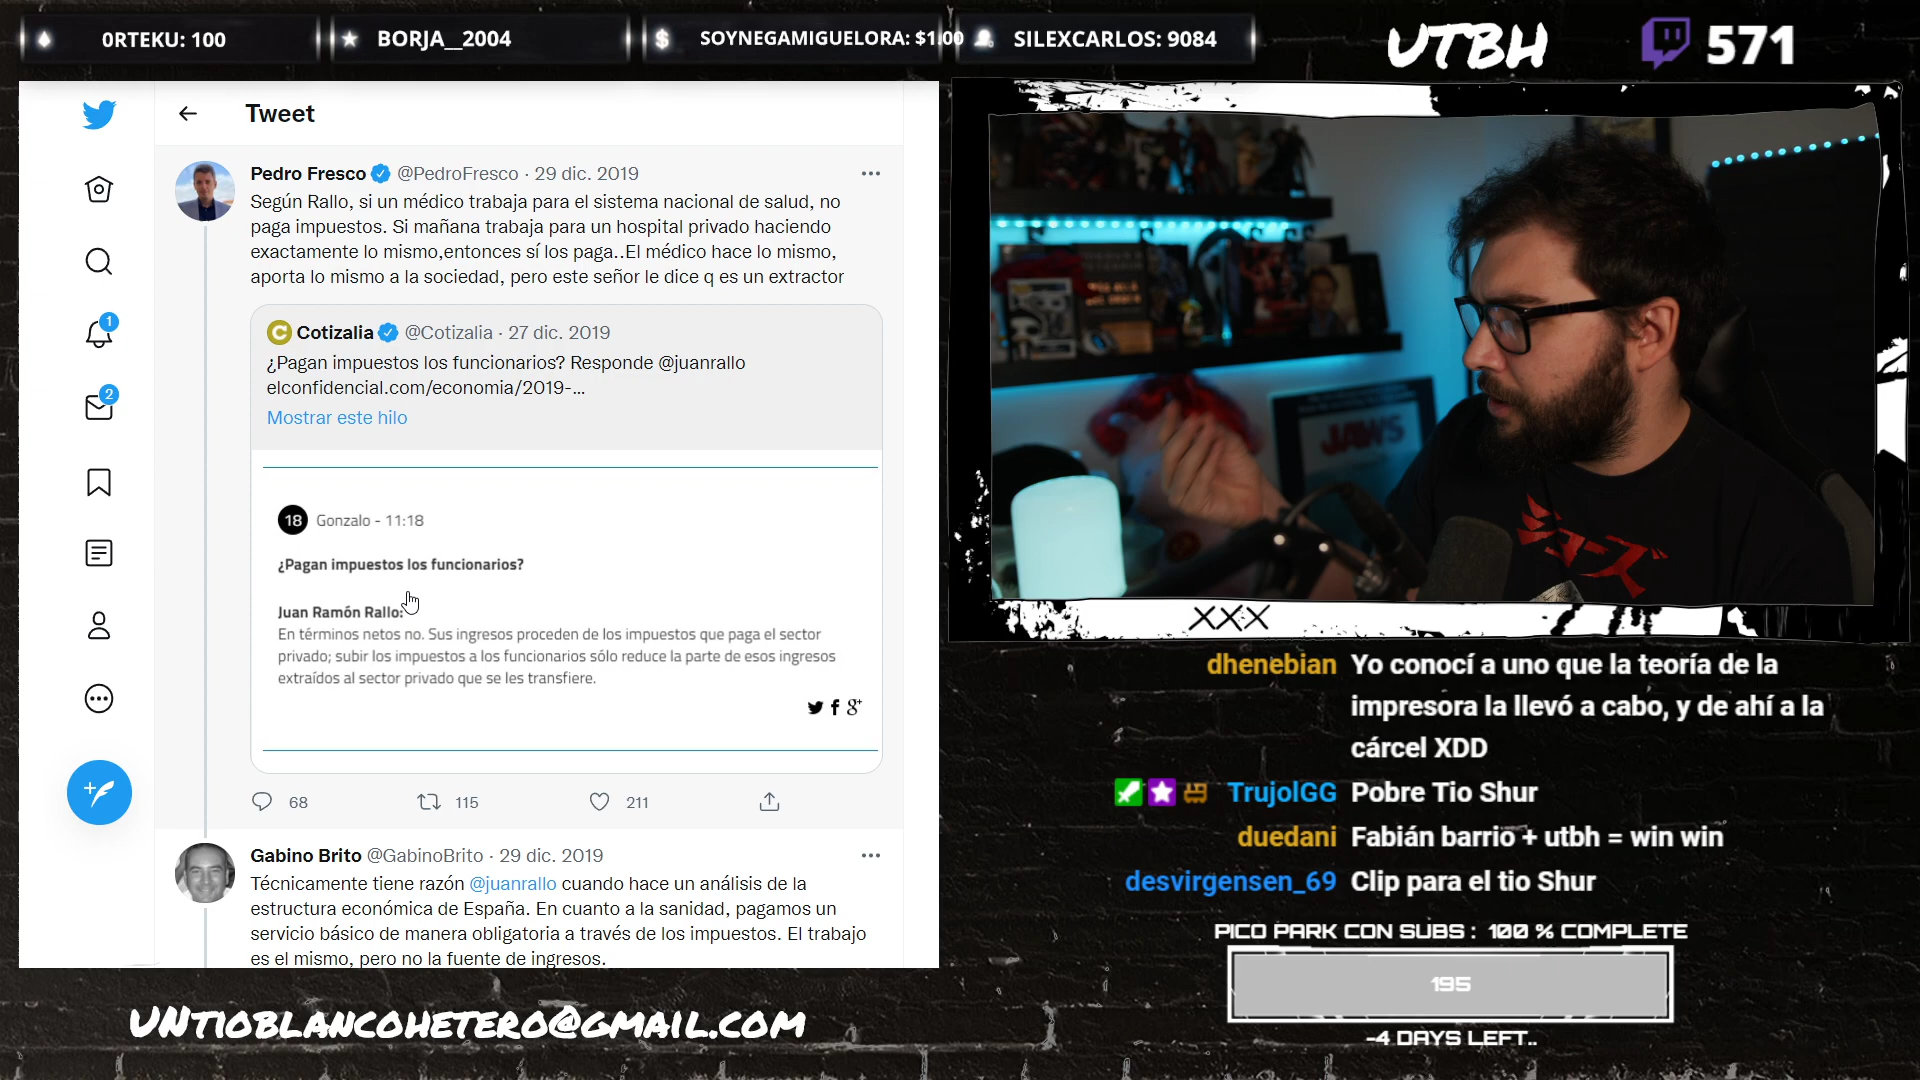 0RTEKU: 100
BORJA__2004
SOYNEGAMIGUELORA: $1.00
SILEXCARLOS: 9084
UTBH
571
Tweet
Pedro Fresco @PedroFresco · 29 dic. 2019
Según Rallo, si un médico trabaja para el sistema nacional de salud, no
paga impuestos. Si mañana trabaja para un hospital privado haciendo
exactamente lo mismo,entonces sí los paga..El médico hace lo mismo,
aporta lo mismo a la sociedad, pero este señor le dice q es un extractor
Cotizalia @Cotizalia · 27 dic. 2019
¿Pagan impuestos los funcionarios? Responde @juanrallo
elconfidencial.com/economia/2019-...
Mostrar este hilo
18 Gonzalo - 11:18
¿Pagan impuestos los funcionarios?
Juan Ramón Rallo:
En términos netos no. Sus ingresos proceden de los impuestos que paga el sector
privado; subir los impuestos a los funcionarios sólo reduce la parte de esos ingresos
extraídos al sector privado que se les transfiere.
68 115 211
Gabino Brito @GabinoBrito · 29 dic. 2019
Técnicamente tiene razón @juanrallo cuando hace un análisis de la
estructura económica de España. En cuanto a la sanidad, pagamos un
servicio básico de manera obligatoria a través de los impuestos. El trabajo
es el mismo, pero no la fuente de ingresos.
1
2
UNTIOBLANCOHETERO@GMAIL.COM
JAWS
ジョーズ
XXX
dhenebian Yo conocí a uno que la teoría de la
impresora la llevó a cabo, y de ahí a la
cárcel XDD
TrujolGG Pobre Tio Shur
duedani Fabián barrio + utbh = win win
desvirgensen_69 Clip para el tio Shur
PICO PARK CON SUBS : 100 % COMPLETE
195
-4 DAYS LEFT..